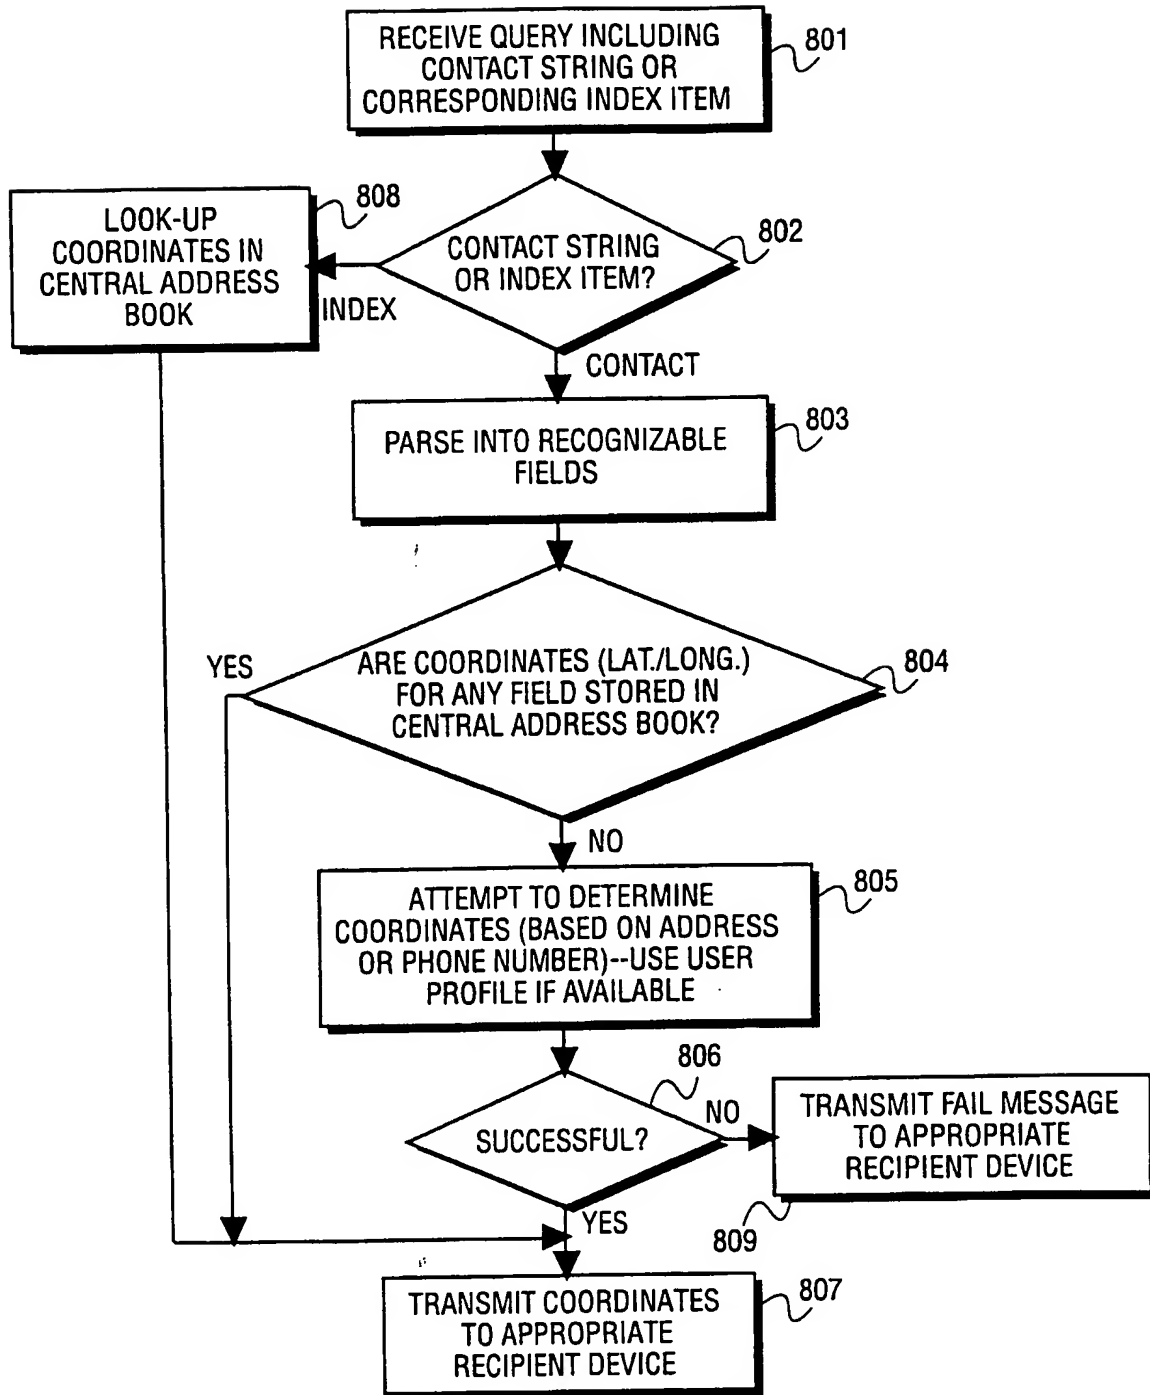 RECEIVE QUERY INCLUDING
CONTACT STRING OR
CORRESPONDING INDEX ITEM
801
CONTACT STRING
OR INDEX ITEM?
802
LOOK-UP
COORDINATES IN
CENTRAL ADDRESS
BOOK
808
INDEX
CONTACT
PARSE INTO RECOGNIZABLE
FIELDS
803
ARE COORDINATES (LAT./LONG.)
FOR ANY FIELD STORED IN
CENTRAL ADDRESS BOOK?
804
YES
NO
ATTEMPT TO DETERMINE
COORDINATES (BASED ON ADDRESS
OR PHONE NUMBER)--USE USER
PROFILE IF AVAILABLE
805
SUCCESSFUL?
806
NO
TRANSMIT FAIL MESSAGE
TO APPROPRIATE
RECIPIENT DEVICE
809
YES
TRANSMIT COORDINATES
TO APPROPRIATE
RECIPIENT DEVICE
807